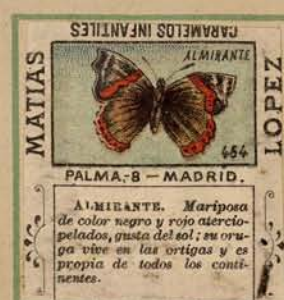 CARAMELOS INFANTILES
MATIAS
LOPEZ
ALMIRANTE
464
PALMA,-8 — MADRID.
ALMIRANTE. Mariposa
de color negro y rojo aterciopelados, gusta del sol; su oruga vive en las ortigas y es
propia de todos los continentes.